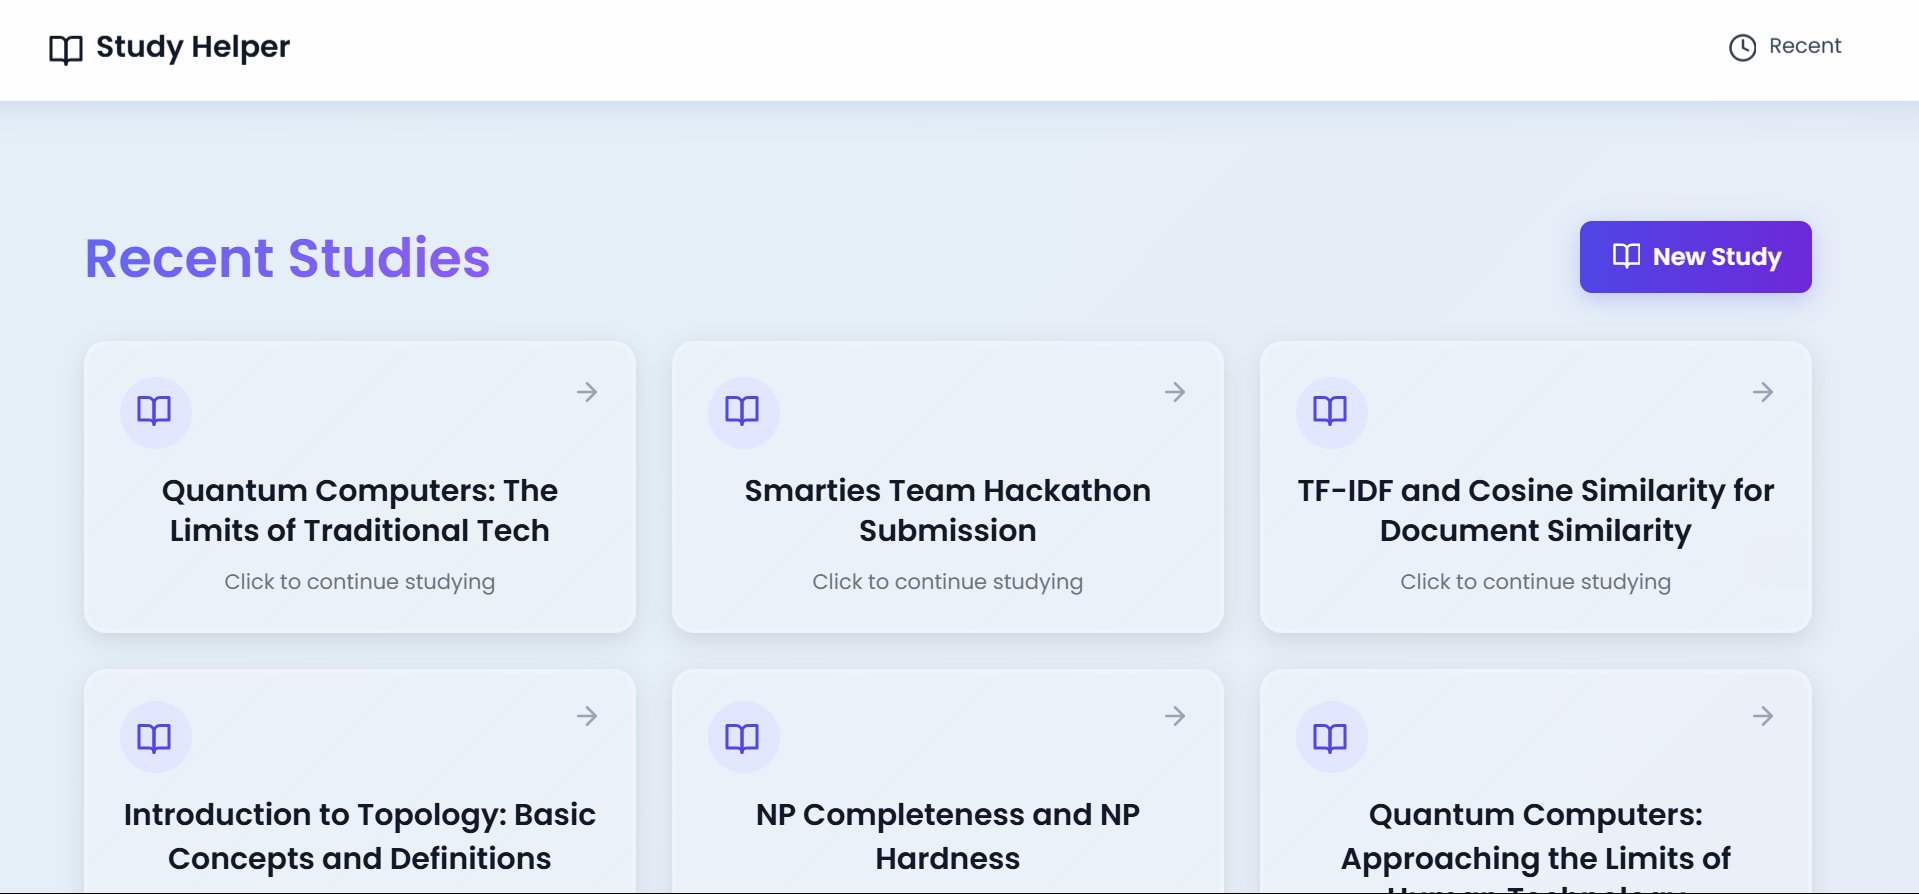 Study Helper
Recent
Recent Studies
New Study
Quantum Computers: The
Limits of Traditional Tech
Click to continue studying
Smarties Team Hackathon
Submission
Click to continue studying
TF-IDF and Cosine Similarity for
Document Similarity
Click to continue studying
Introduction to Topology: Basic
Concepts and Definitions
NP Completeness and NP
Hardness
Quantum Computers:
Approaching the Limits of
Human Technology